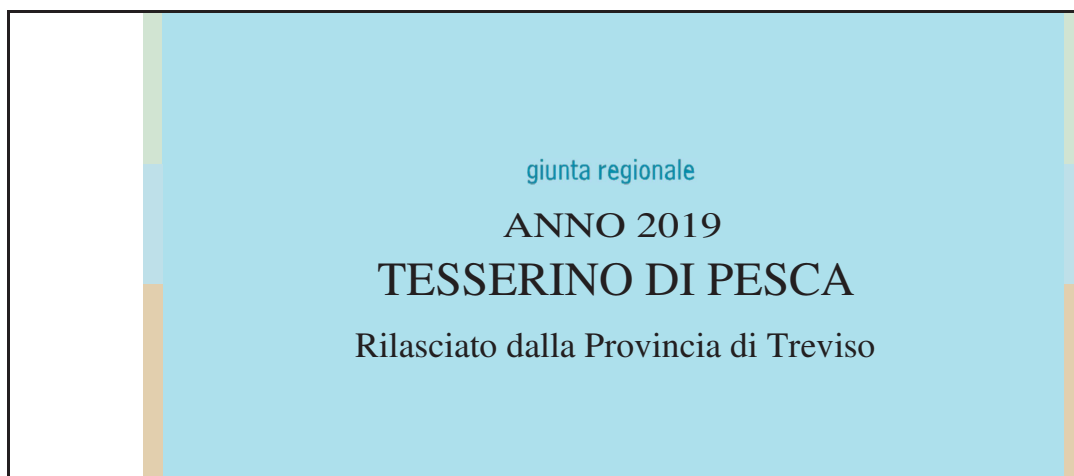 giunta regionale
ANNO 2019
TESSERINO DI PESCA
Rilasciato dalla Provincia di Treviso